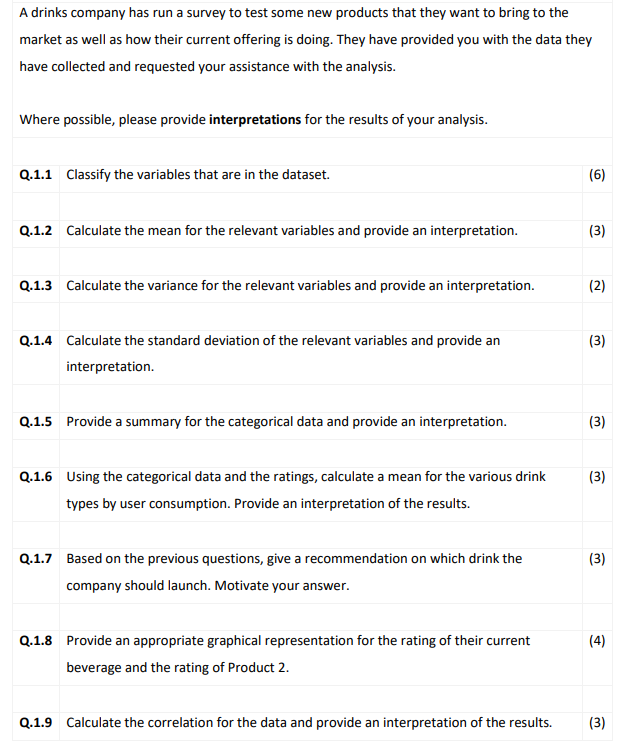 A drinks company has run a survey to test some new products that they want to bring to the
market as well as how their current offering is doing. They have provided you with the data they
have collected and requested your assistance with the analysis.
Where possible, please provide interpretations for the results of your analysis.
Q.1.1 Classify the variables that are in the dataset. (6)
Q.1.2 Calculate the mean for the relevant variables and provide an interpretation. (3)
Q.1.3 Calculate the variance for the relevant variables and provide an interpretation. (2)
Q.1.4 Calculate the standard deviation of the relevant variables and provide an (3)
interpretation.
Q.1.5 Provide a summary for the categorical data and provide an interpretation. (3)
Q.1.6 Using the categorical data and the ratings, calculate a mean for the various drink (3)
types by user consumption. Provide an interpretation of the results.
Q.1.7 Based on the previous questions, give a recommendation on which drink the (3)
company should launch. Motivate your answer.
Q.1.8 Provide an appropriate graphical representation for the rating of their current (4)
beverage and the rating of Product 2.
Q.1.9 Calculate the correlation for the data and provide an interpretation of the results. (3)